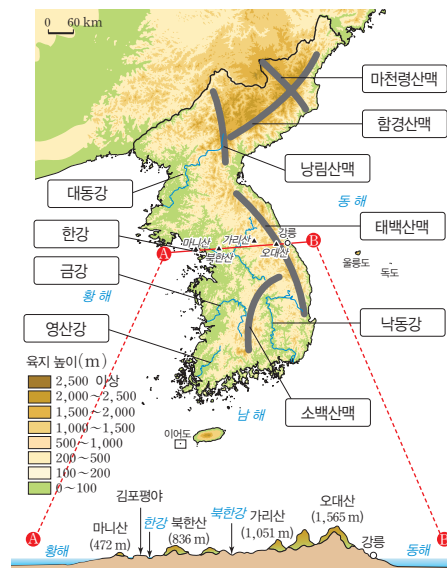 0 60 km
마천령산맥
함경산맥
낭림산맥
대동강
동 해
태백산맥
한강
마니산
가리산
강릉
B
A
북한산
오대산
울릉도
독도
금강
황 해
영산강
낙동강
육지 높이(m)
2,500 이상
2,000~2,500
1,500~2,000
1,000~1,500
500~1,000
200~500
100~200
0~100
남 해
소백산맥
이어도
김포평야
오대산
(1,565 m)
마니산
(472 m)
한강
북한산
(836 m)
북한강
가리산
(1,051 m)
강릉
A
B
황해
동해